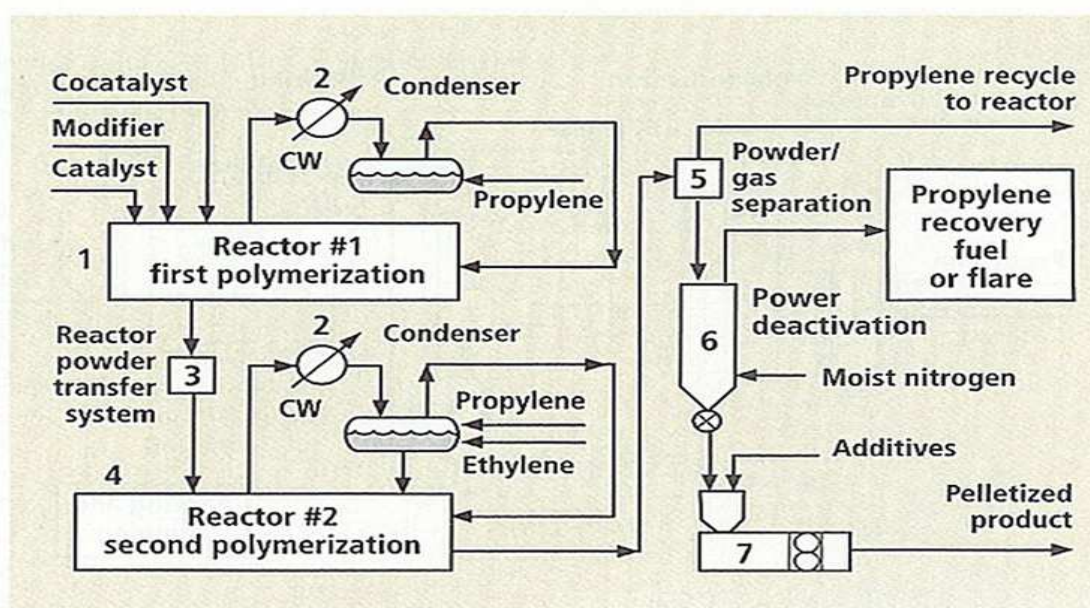 Cocatalyst
Modifier
Catalyst
2
Condenser
CW
Propylene
1
Reactor #1
first polymerization
Reactor
powder
transfer
system
3
2
Condenser
CW
Propylene
Ethylene
4
Reactor #2
second polymerization
Propylene recycle
to reactor
5
Powder/
gas
separation
Propylene
recovery
fuel
or flare
6
Power
deactivation
Moist nitrogen
Additives
7
Pelletized
product